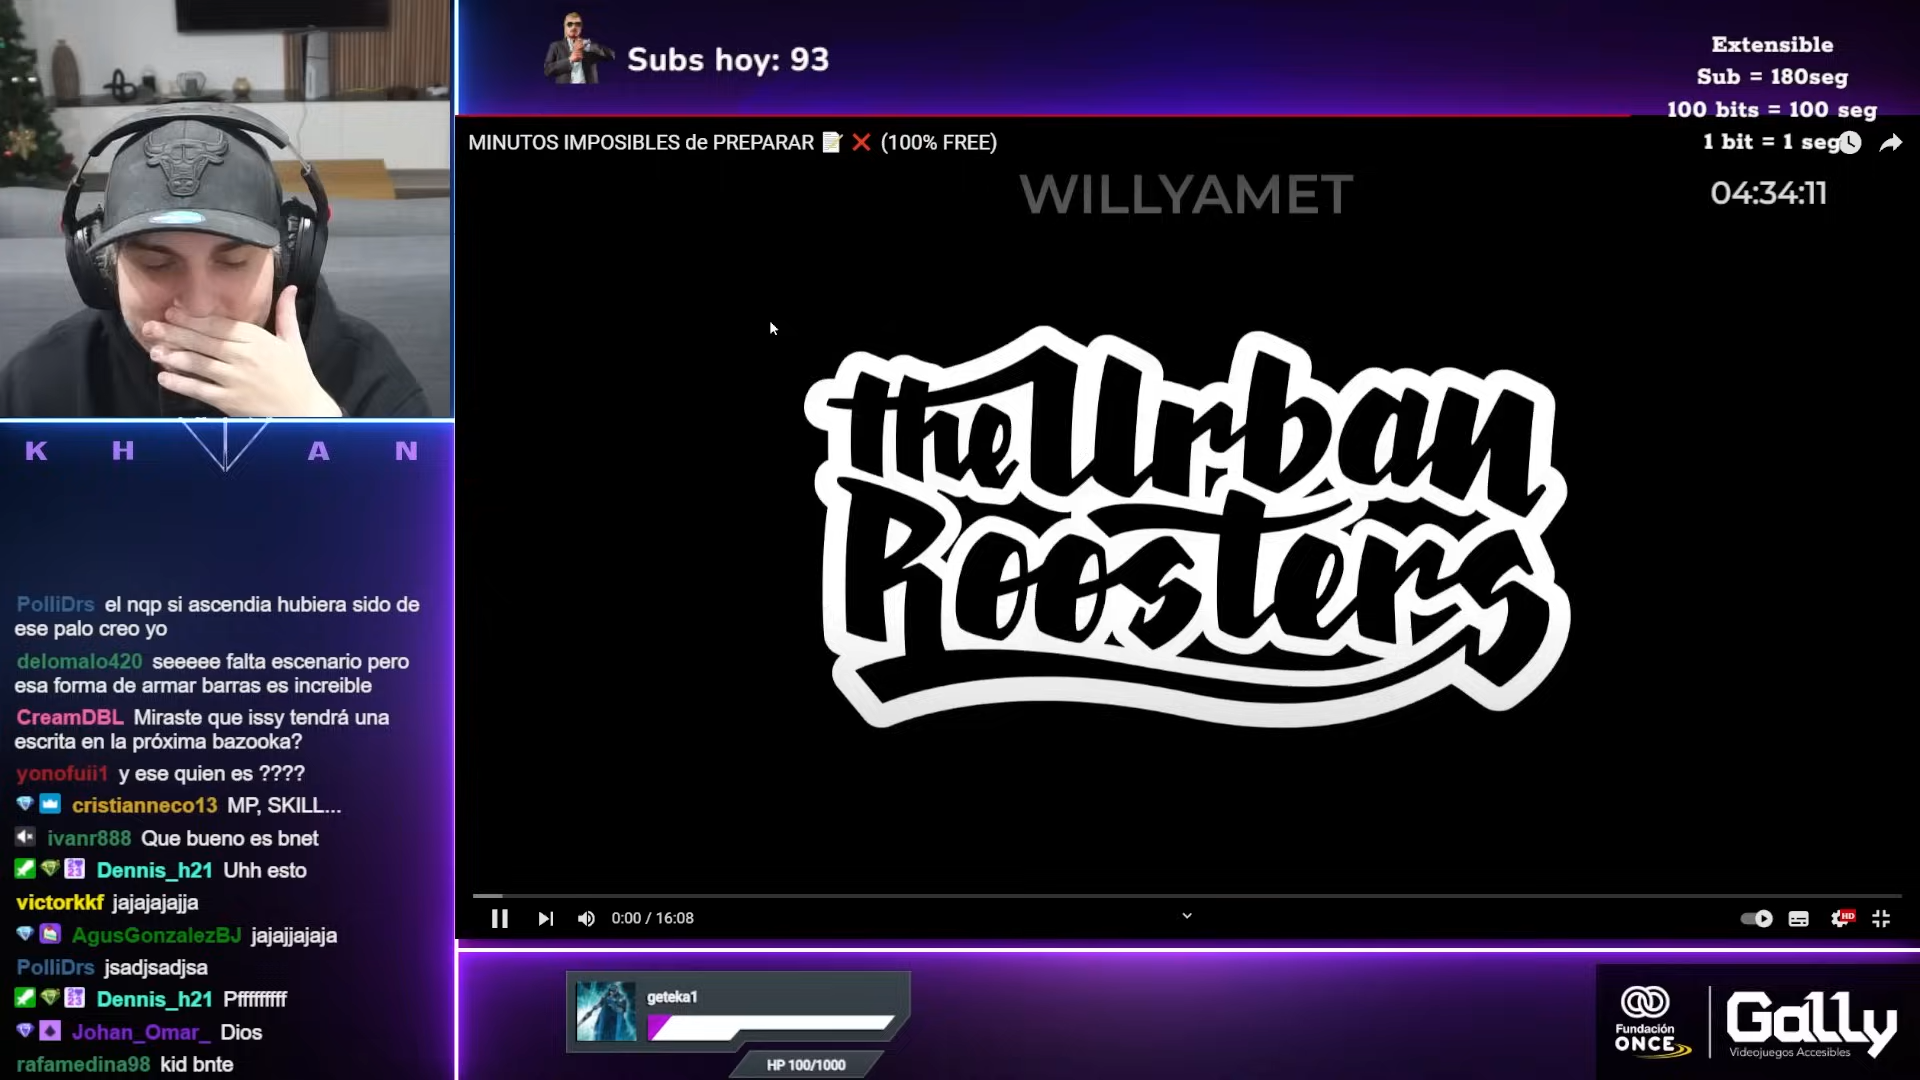 Subs hoy: 93
Extensible
Sub = 180seg
100 bits = 100 seg
1 bit = 1 seg
04:34:11
MINUTOS IMPOSIBLES de PREPARAR 📝 ❌ (100% FREE)
WILLYAMET
the Urban
Roosters
K H A N
PolliDrs el nqp si ascendia hubiera sido de
ese palo creo yo
delomalo420 seeeee falta escenario pero
esa forma de armar barras es increible
CreamDBL Miraste que issy tendrá una
escrita en la próxima bazooka?
yonofuii1 y ese quien es ????
cristianneco13 MP, SKILL...
ivanr888 Que bueno es bnet
Dennis_h21 Uhh esto
victorkkf jajajajajja
AgusGonzalezBJ jajajjajaja
PolliDrs jsadjsadjsa
Dennis_h21 Pfffffffff
Johan_Omar_ Dios
rafamedina98 kid bnte
0:00 / 16:08
HD
geteka1
HP 100/1000
Fundación
ONCE
Gally
Videojuegos Accesibles